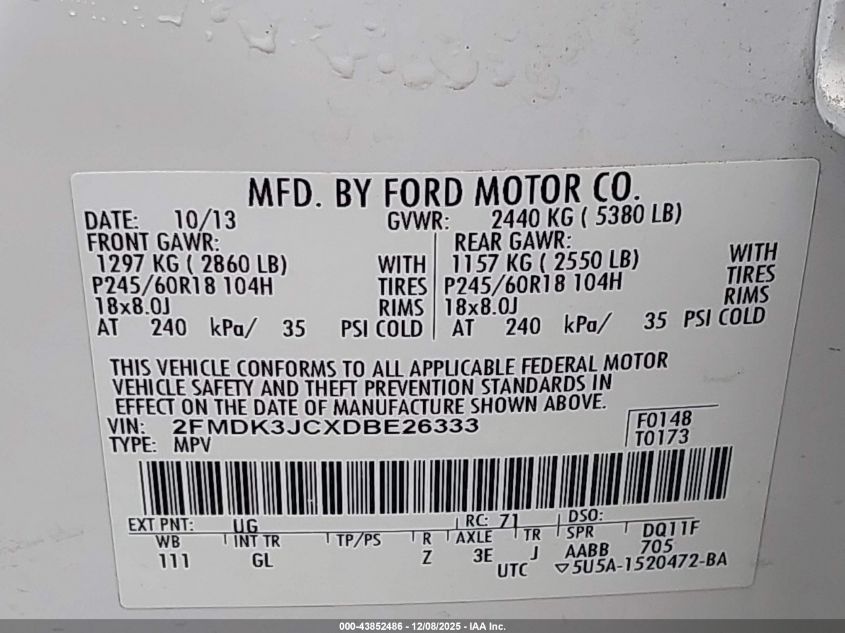 MFD. BY FORD MOTOR CO.
DATE: 10/13 GVWR: 2440 KG ( 5380 LB)
FRONT GAWR: REAR GAWR:
1297 KG ( 2860 LB) WITH 1157 KG ( 2550 LB) WITH
P245/60R18 104H TIRES P245/60R18 104H TIRES
18x8.0J RIMS 18x8.0J RIMS
AT 240 kPa/ 35 PSI COLD AT 240 kPa/ 35 PSI COLD
THIS VEHICLE CONFORMS TO ALL APPLICABLE FEDERAL MOTOR
VEHICLE SAFETY AND THEFT PREVENTION STANDARDS IN
EFFECT ON THE DATE OF MANUFACTURE SHOWN ABOVE.
VIN: 2FMDK3JCXDBE26333 F0148
TYPE: MPV T0173
EXT PNT: UG RC: 71 DSO:
WB INT TR TP/PS R AXLE TR SPR DQ11F
111 GL Z 3E J AABB 705
UTC ▽5U5A-1520472-BA
000-43852486 - 12/08/2025 - IAA Inc.